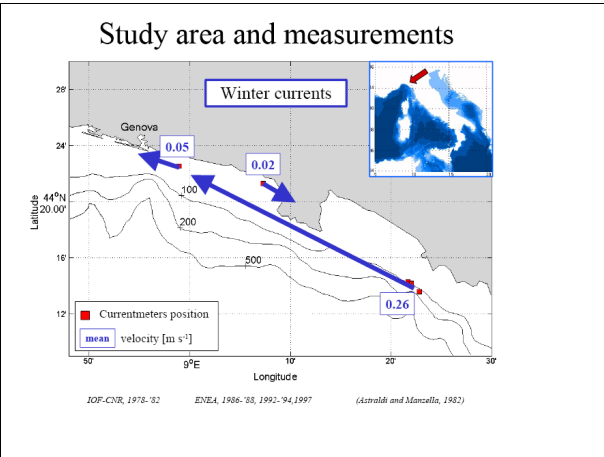 Study area and measurements
Winter currents
28'
Genova
0.05
24'
0.02
100
44°N
20.00'
200
Latitude
500
16'
0.26
12'
Currentmeters position
mean velocity [m s-1]
50' 9°E 10' 20' 30'
Longitude
IOF-CNR, 1978-'82 ENEA, 1986-'88, 1992-'94,1997 (Astraldi and Manzella, 1982)